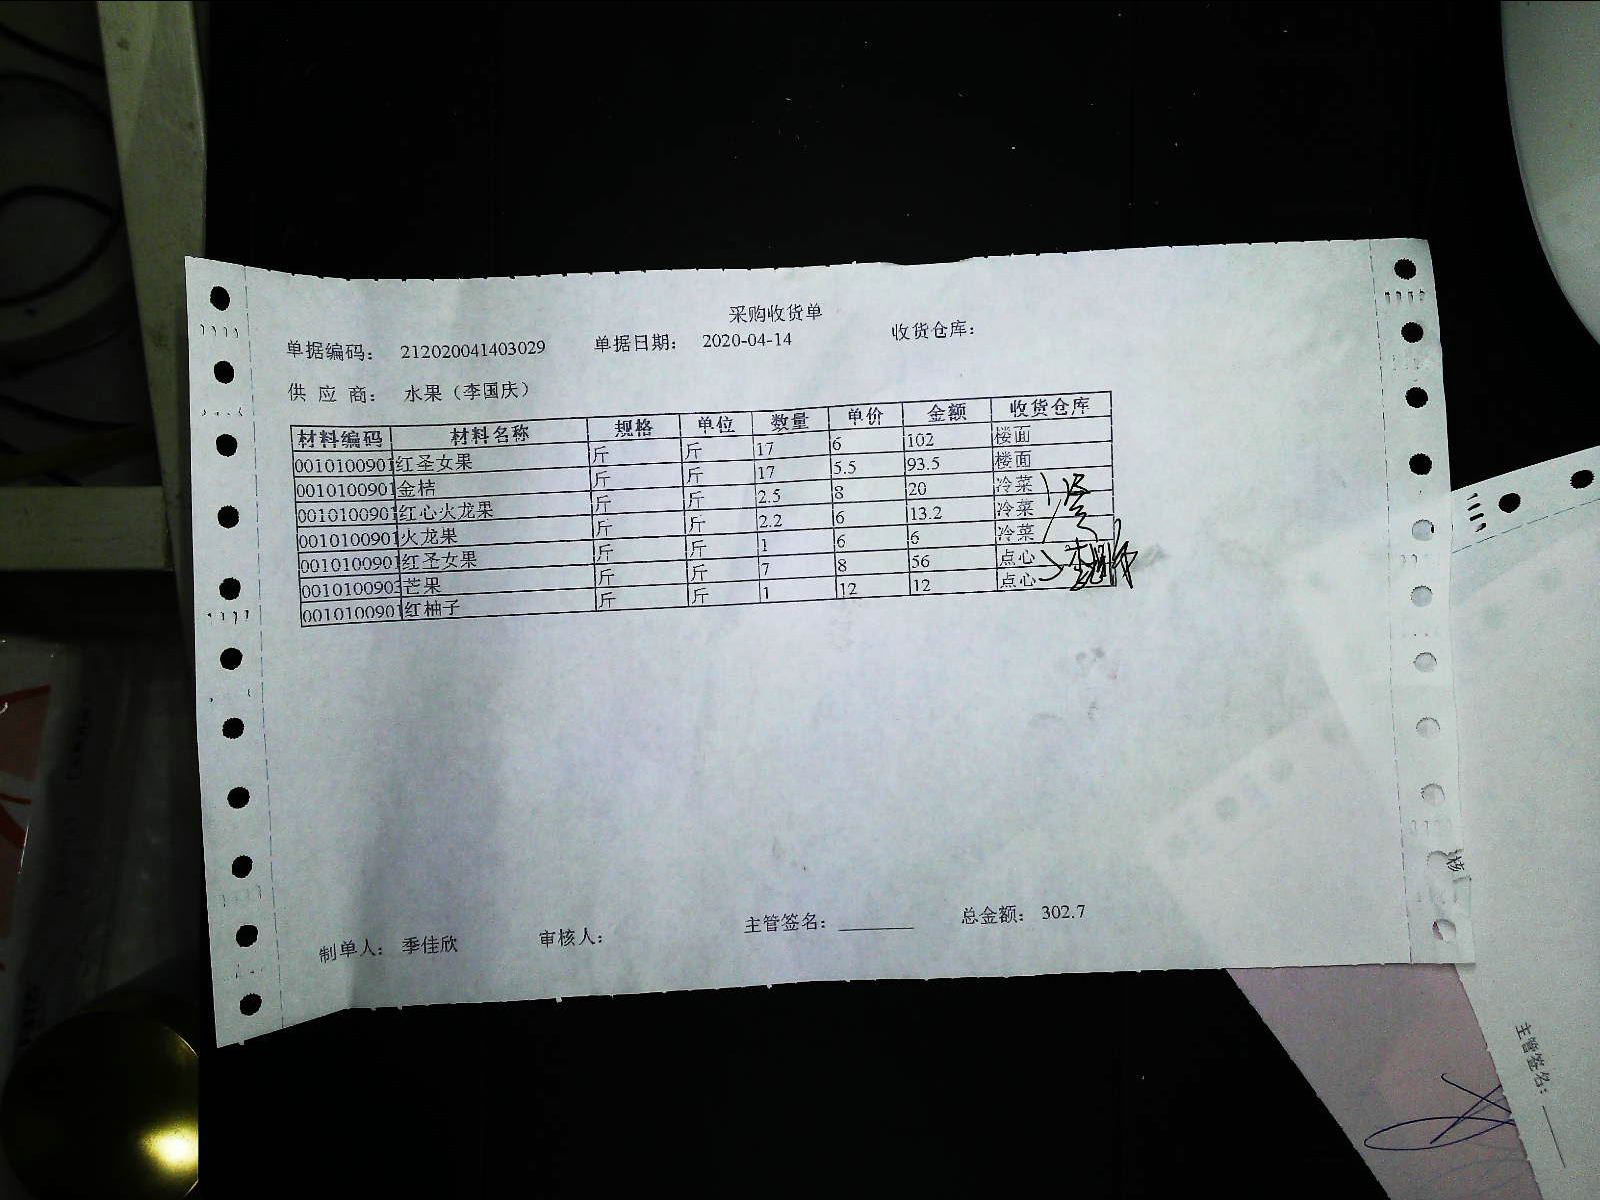 采购收货单
单据编码： 212020041403029 单据日期： 2020-04-14 收货仓库：
供 应 商： 水果（李国庆）
材料编码 材料名称 规格 单位 数量 单价 金额 收货仓库
0010100901 红圣女果 斤 斤 17 6 102 楼面
0010100901 金桔 斤 斤 17 5.5 93.5 楼面
0010100901 红心火龙果 斤 斤 2.5 8 20 冷菜
0010100901 火龙果 斤 斤 2.2 6 13.2 冷菜
0010100901 红圣女果 斤 斤 1 6 6 冷菜
0010100903 芒果 斤 斤 7 8 56 点心
0010100901 红柚子 斤 斤 1 12 12 点心
制单人： 季佳欣 审核人： 主管签名： 总金额： 302.7
主管签名：